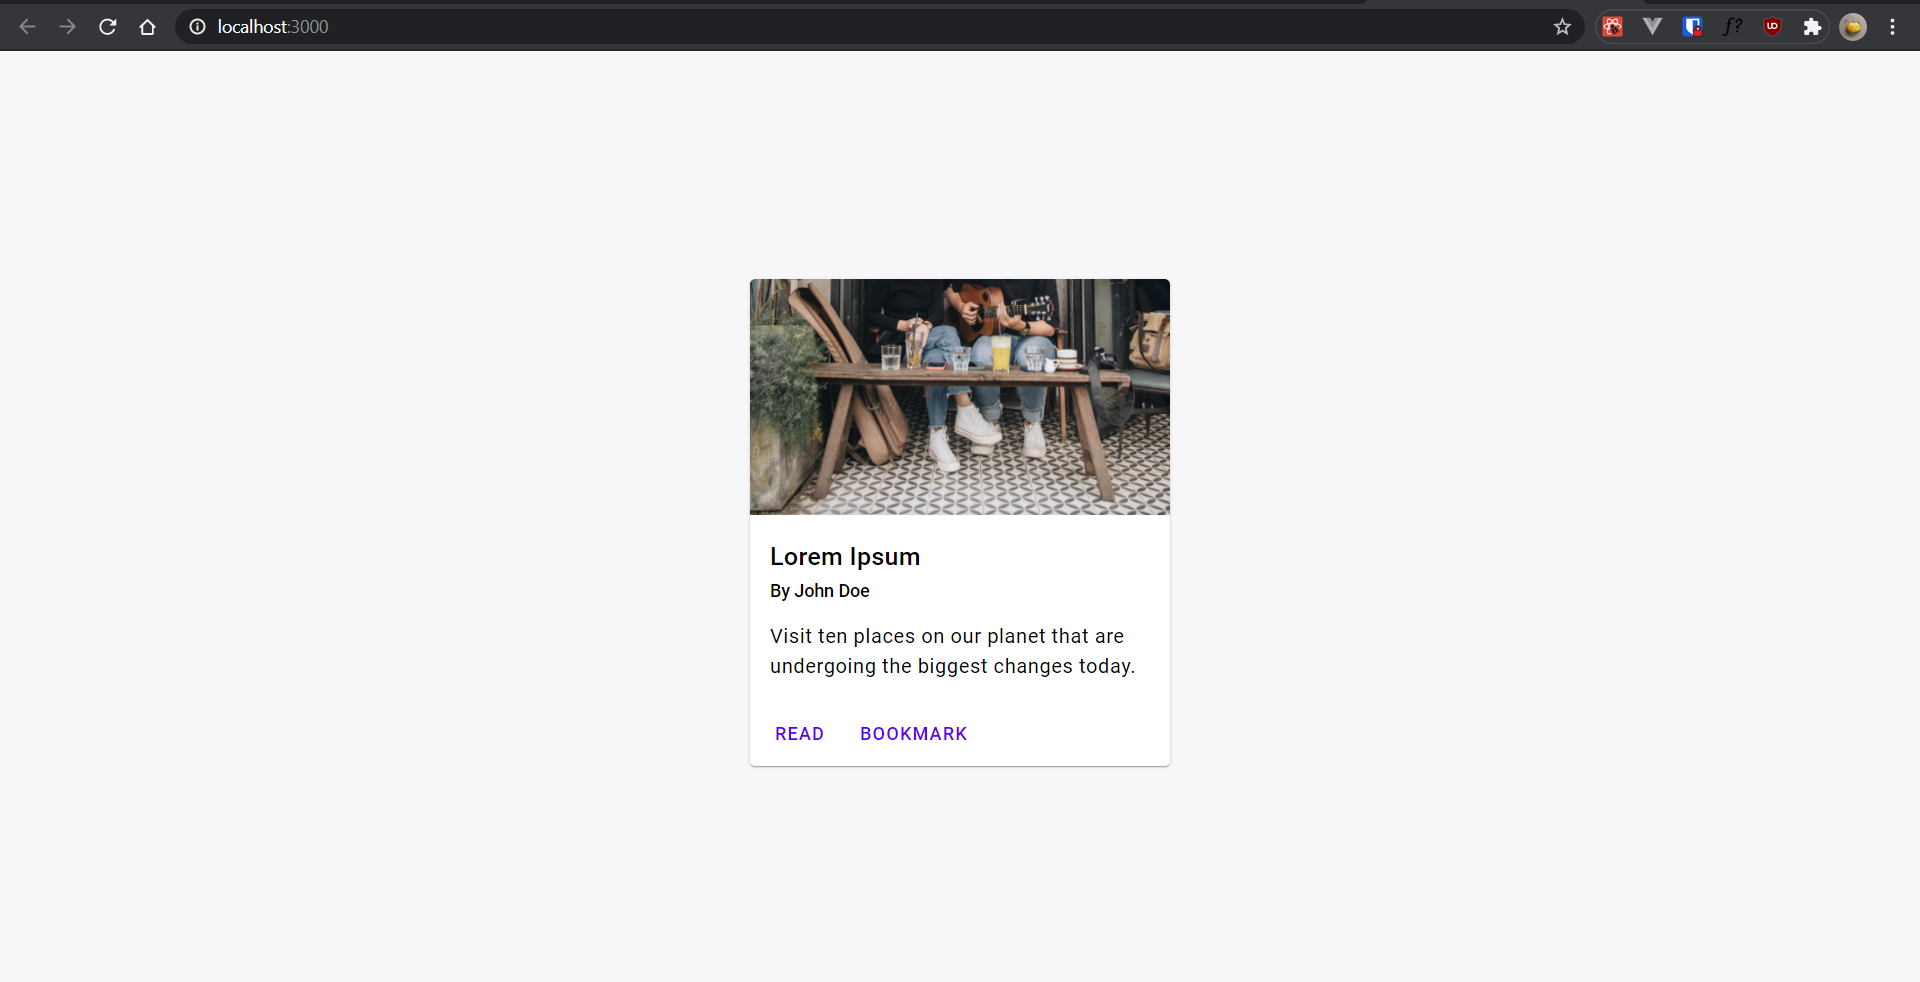 localhost:3000
f?
Lorem Ipsum
By John Doe
Visit ten places on our planet that are
undergoing the biggest changes today.
READ BOOKMARK